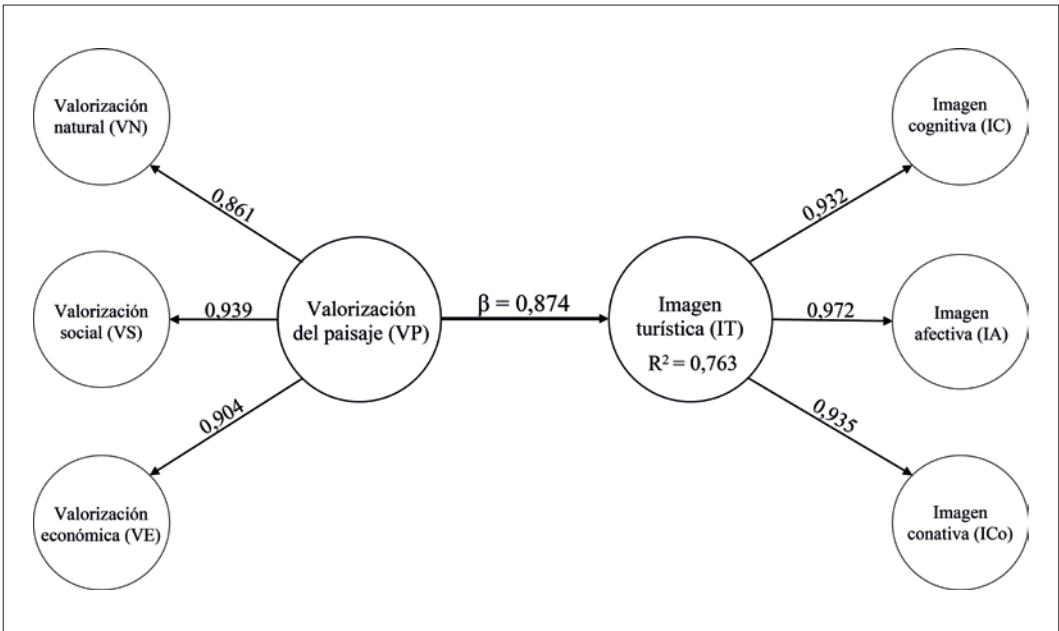 Valorización
natural (VN)
0,861
Valorización
social (VS)
0,939
Valorización
económica (VE)
0,904
Valorización
del paisaje (VP)
β = 0,874
Imagen
turística (IT)
R² = 0,763
0,932
Imagen
cognitiva (IC)
0,972
Imagen
afectiva (IA)
0,935
Imagen
conativa (ICo)